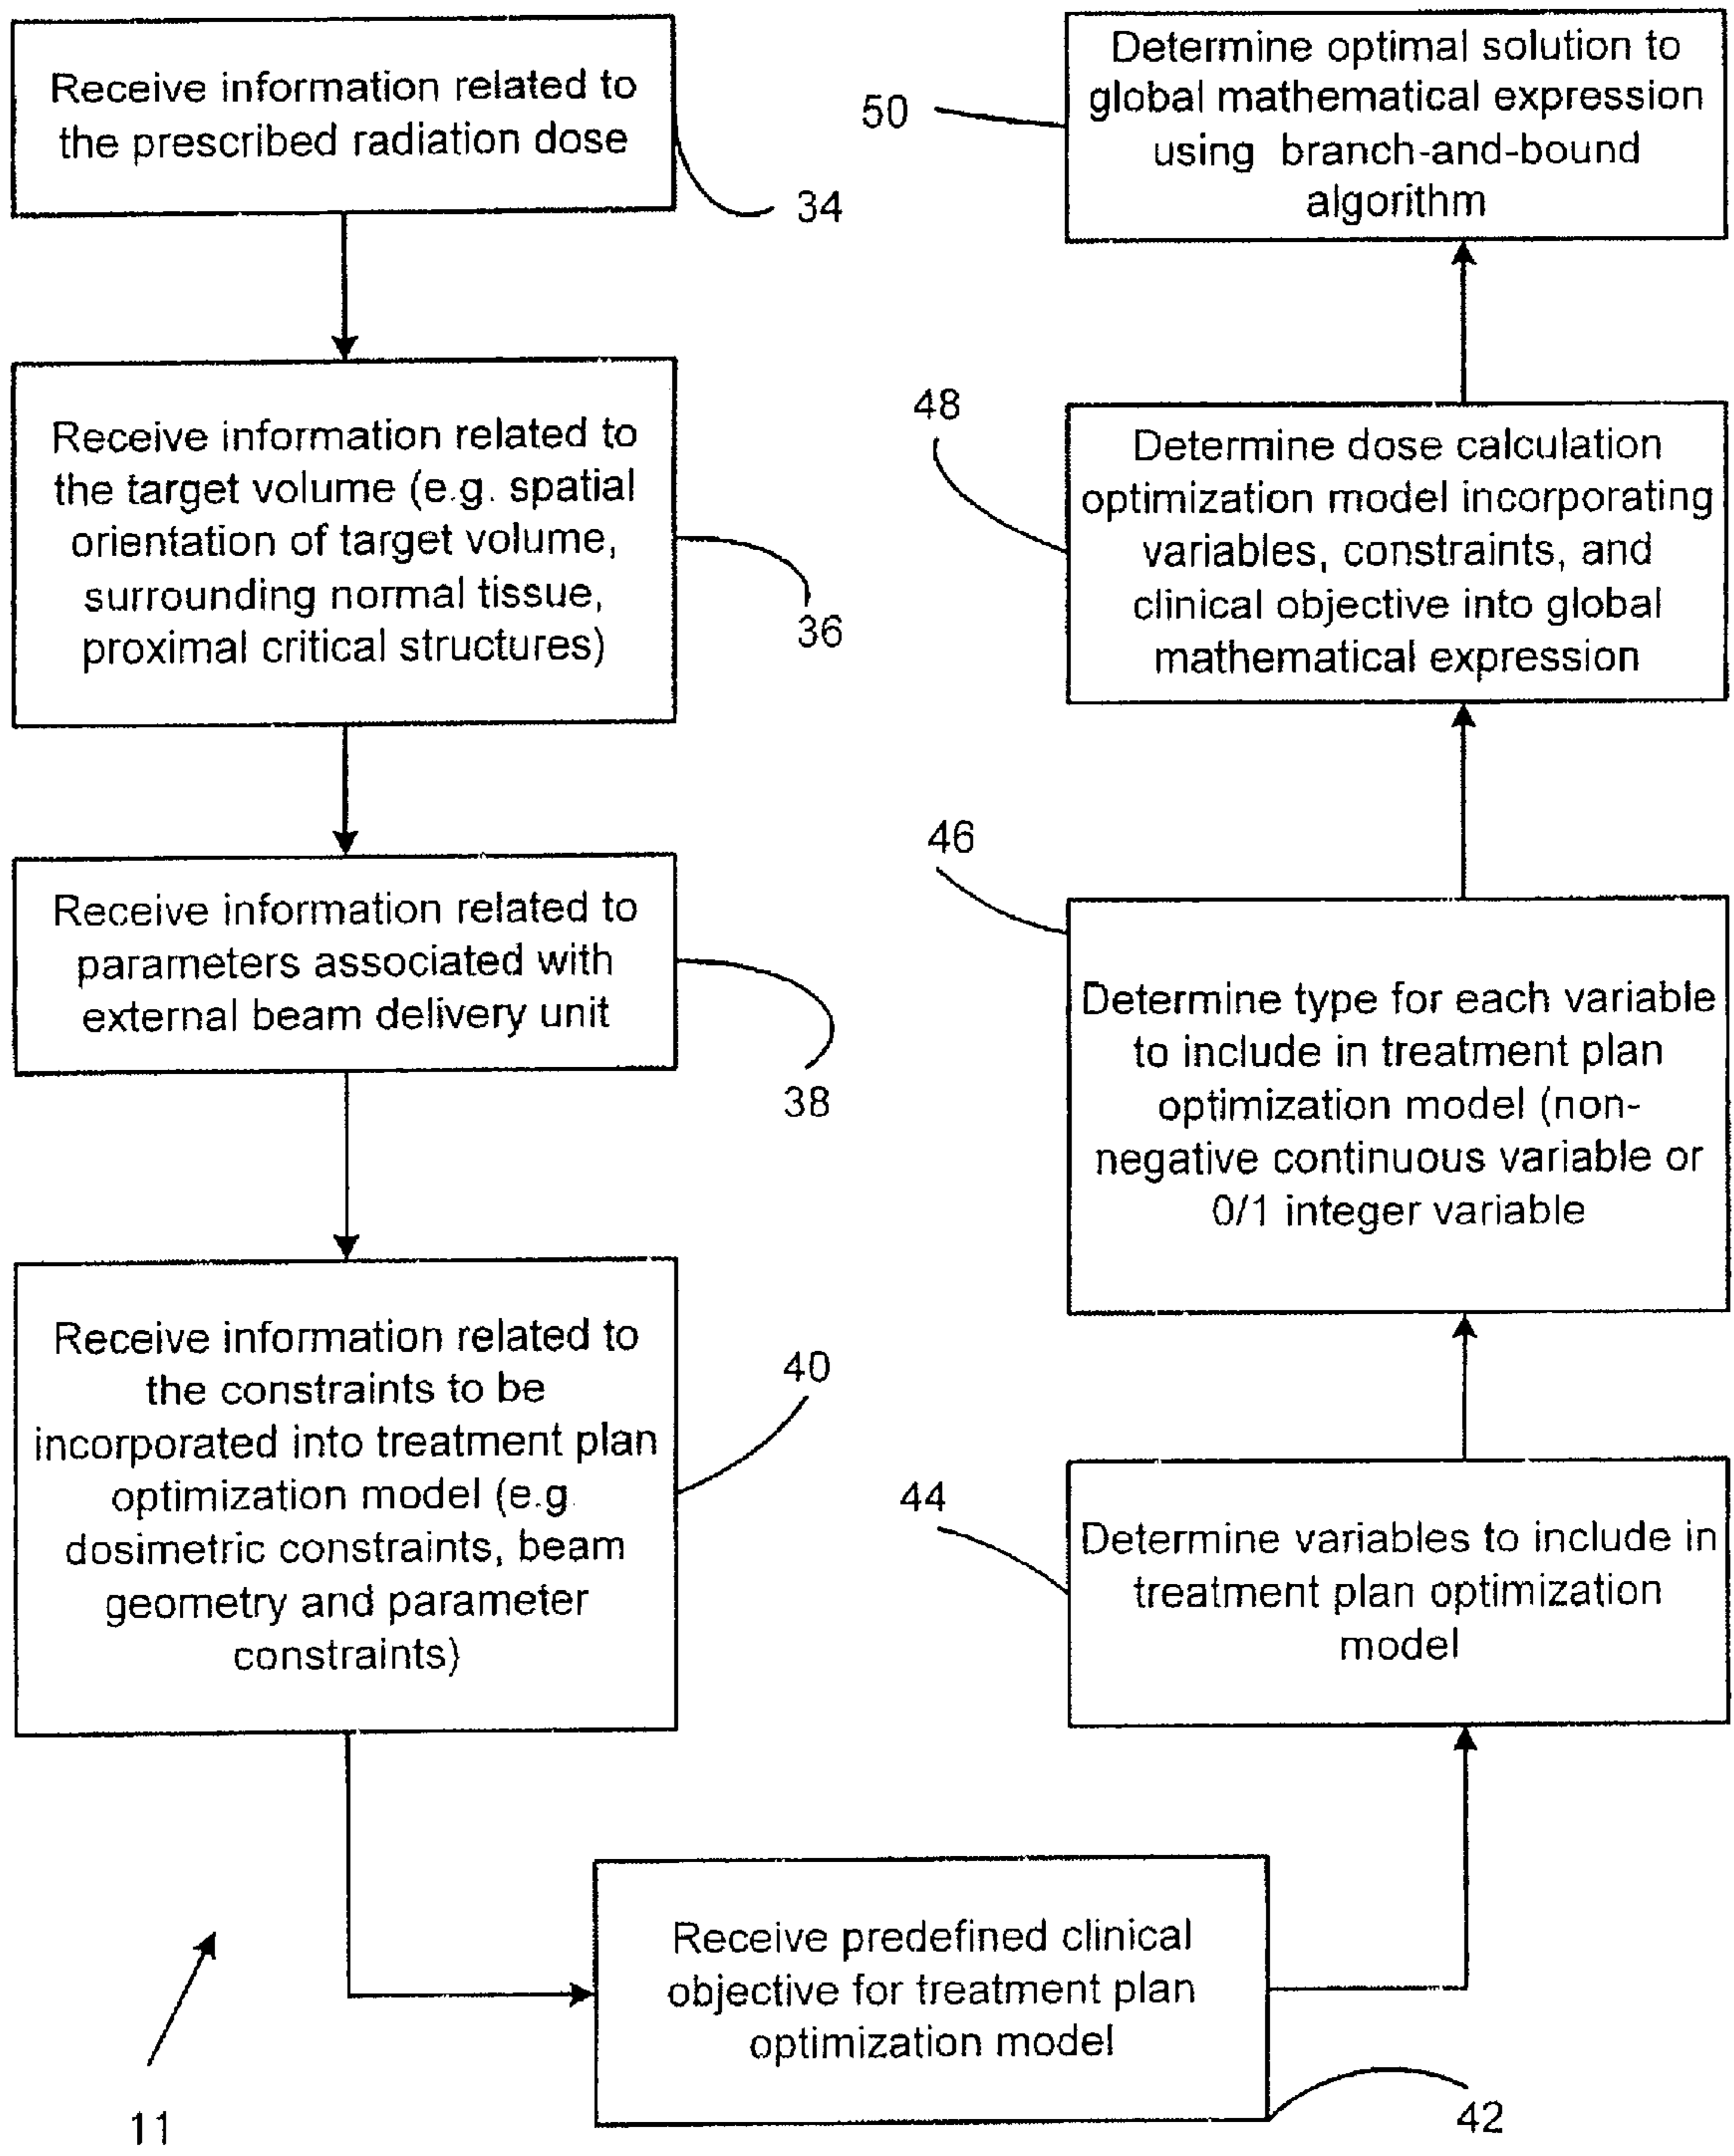 Receive information related to
the prescribed radiation dose
34
Receive information related to
the target volume (e.g. spatial
orientation of target volume,
surrounding normal tissue,
proximal critical structures)
36
Receive information related to
parameters associated with
external beam delivery unit
38
Receive information related to
the constraints to be
incorporated into treatment plan
optimization model (e.g.
dosimetric constraints, beam
geometry and parameter
constraints)
40
Receive predefined clinical
objective for treatment plan
optimization model
42
11
44
Determine variables to include in
treatment plan optimization
model
46
Determine type for each variable
to include in treatment plan
optimization model (non-
negative continuous variable or
0/1 integer variable
48
Determine dose calculation
optimization model incorporating
variables, constraints, and
clinical objective into global
mathematical expression
50
Determine optimal solution to
global mathematical expression
using branch-and-bound
algorithm